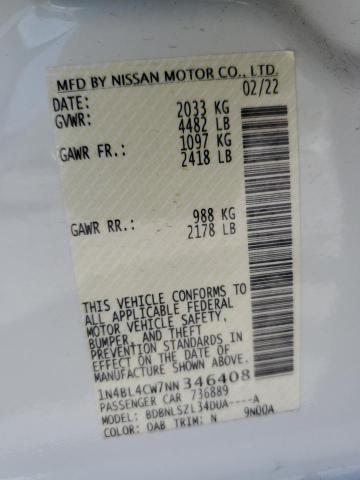 MFD BY NISSAN MOTOR CO., LTD.
DATE: 02/22
GVWR: 2033 KG
4482 LB
GAWR FR.: 1097 KG
2418 LB
GAWR RR.: 988 KG
2178 LB
THIS VEHICLE CONFORMS TO
ALL APPLICABLE FEDERAL
MOTOR VEHICLE SAFETY,
BUMPER, AND THEFT
PREVENTION STANDARDS
IN EFFECT ON THE DATE OF
MANUFACTURE SHOWN ABOVE.
1N4BL4CW7NN346408
PASSENGER CAR 736889
MODEL: BDBNLSZL34DUA----A
COLOR: QAB TRIM: N 9N00A